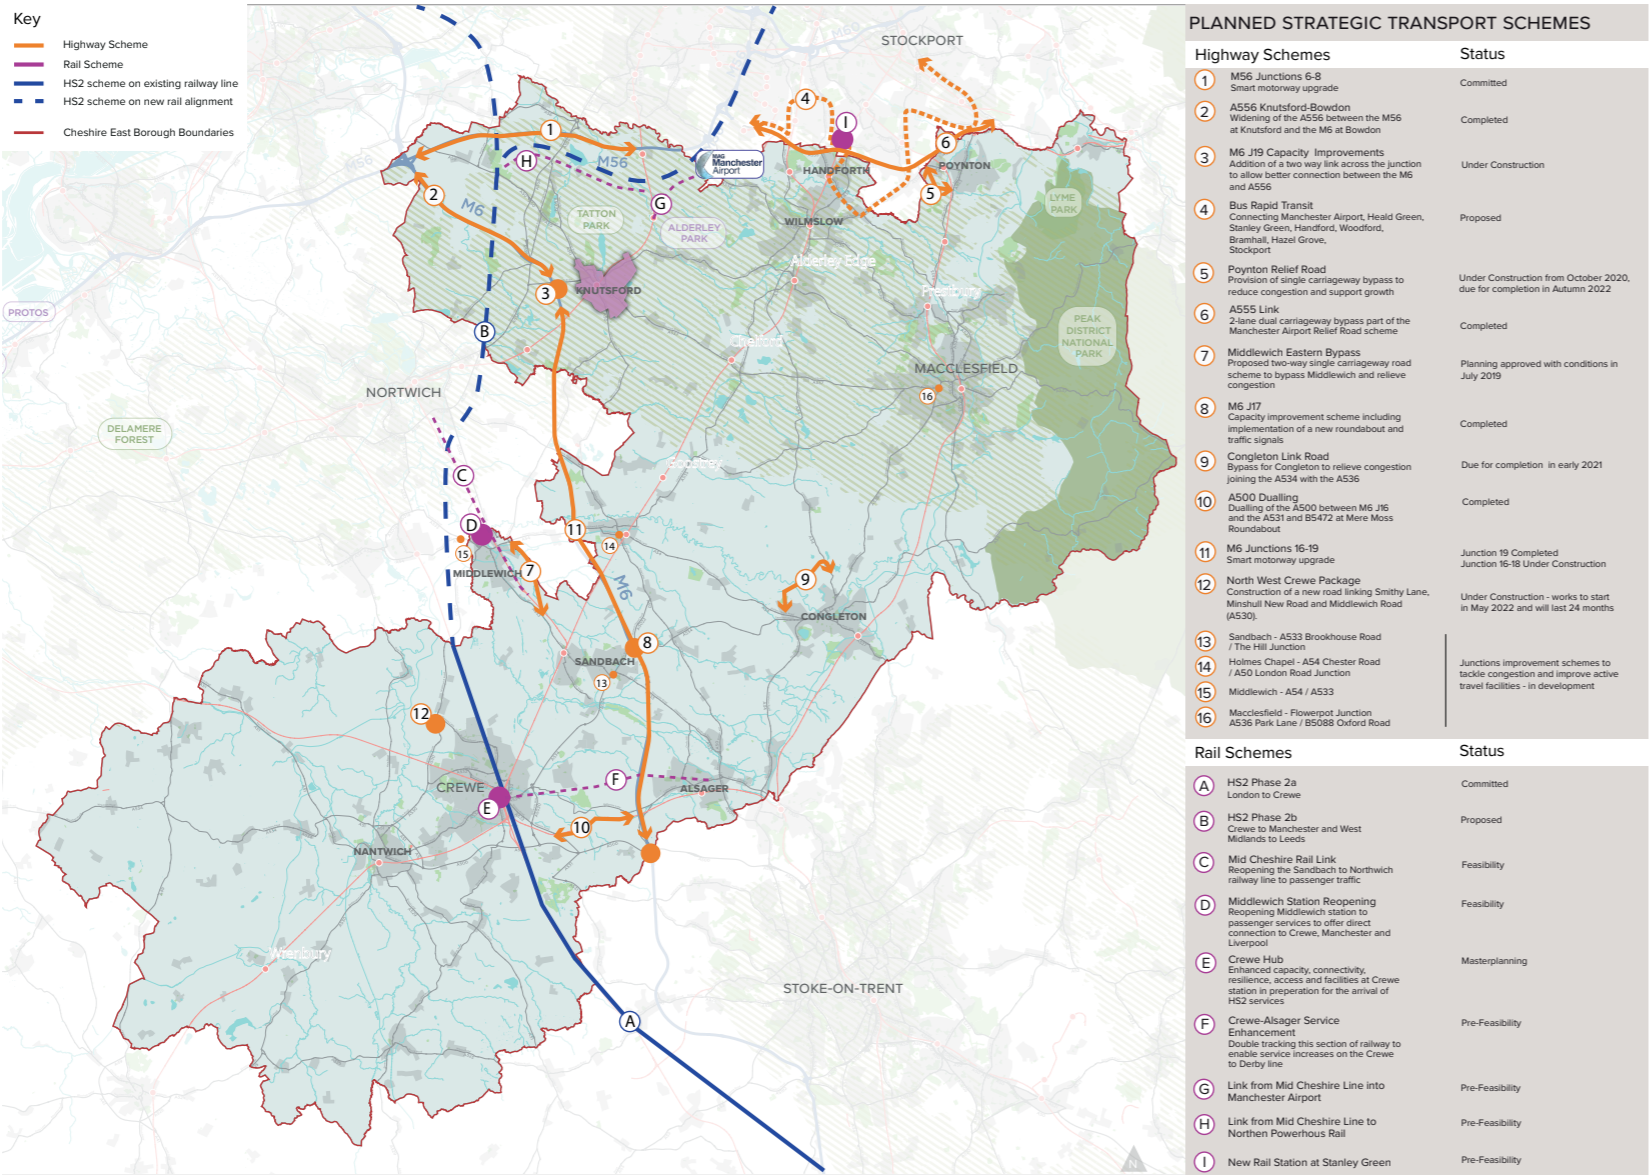 Key
Highway Scheme
Rail Scheme
HS2 scheme on existing railway line
HS2 scheme on new rail alignment
Cheshire East Borough Boundaries
STOCKPORT
M60
4
I
1
6
H
M56
M56
MAG
Manchester
Airport
HANDFORTH
POYNTON
5
2
M6
G
TATTON
PARK
ALDERLEY
PARK
WILMSLOW
LYME
PARK
Alderley Edge
3
KNUTSFORD
Prestbury
PROTOS
B
PEAK
DISTRICT
NATIONAL
PARK
Chelford
MACCLESFIELD
NORTWICH
16
DELAMERE
FOREST
Goostrey
C
D
11
14
15
MIDDLEWICH
7
M6
9
CONGLETON
8
SANDBACH
13
12
F
CREWE
ALSAGER
E
10
NANTWICH
Wrenbury
STOKE-ON-TRENT
A
N
PLANNED STRATEGIC TRANSPORT SCHEMES
Highway Schemes Status
1 M56 Junctions 6-8
Smart motorway upgrade
Committed
2 A556 Knutsford-Bowdon
Widening of the A556 between the M56
at Knutsford and the M6 at Bowdon
Completed
3 M6 J19 Capacity Improvements
Addition of a two way link across the junction
to allow better connection between the M6
and A556
Under Construction
4 Bus Rapid Transit
Connecting Manchester Airport, Heald Green,
Stanley Green, Handford, Woodford,
Bramhall, Hazel Grove,
Stockport
Proposed
5 Poynton Relief Road
Provision of single carriageway bypass to
reduce congestion and support growth
Under Construction from October 2020,
due for completion in Autumn 2022
6 A555 Link
2-lane dual carriageway bypass part of the
Manchester Airport Relief Road scheme
Completed
7 Middlewich Eastern Bypass
Proposed two-way single carriageway road
scheme to bypass Middlewich and relieve
congestion
Planning approved with conditions in
July 2019
8 M6 J17
Capacity improvement scheme including
implementation of a new roundabout and
traffic signals
Completed
9 Congleton Link Road
Bypass for Congleton to relieve congestion
joining the A534 with the A536
Due for completion in early 2021
10 A500 Dualling
Dualling of the A500 between M6 J16
and the A531 and B5472 at Mere Moss
Roundabout
Completed
11 M6 Junctions 16-19
Smart motorway upgrade
Junction 19 Completed
Junction 16-18 Under Construction
12 North West Crewe Package
Construction of a new road linking Smithy Lane,
Minshull New Road and Middlewich Road
(A530).
Under Construction - works to start
in May 2022 and will last 24 months
13 Sandbach - A533 Brookhouse Road
/ The Hill Junction
14 Holmes Chapel - A54 Chester Road
/ A50 London Road Junction
15 Middlewich - A54 / A533
16 Macclesfield - Flowerpot Junction
A536 Park Lane / B5088 Oxford Road
Junctions improvement schemes to
tackle congestion and improve active
travel facilities - in development
Rail Schemes Status
A HS2 Phase 2a
London to Crewe
Committed
B HS2 Phase 2b
Crewe to Manchester and West
Midlands to Leeds
Proposed
C Mid Cheshire Rail Link
Reopening the Sandbach to Northwich
railway line to passenger traffic
Feasibility
D Middlewich Station Reopening
Reopening Middlewich station to
passenger services to offer direct
connection to Crewe, Manchester and
Liverpool
Feasibility
E Crewe Hub
Enhanced capacity, connectivity,
resilience, access and facilities at Crewe
station in preperation for the arrival of
HS2 services
Masterplanning
F Crewe-Alsager Service
Enhancement
Double tracking this section of railway to
enable service increases on the Crewe
to Derby line
Pre-Feasibility
G Link from Mid Cheshire Line into
Manchester Airport
Pre-Feasibility
H Link from Mid Cheshire Line to
Northen Powerhous Rail
Pre-Feasibility
I New Rail Station at Stanley Green
Pre-Feasibility